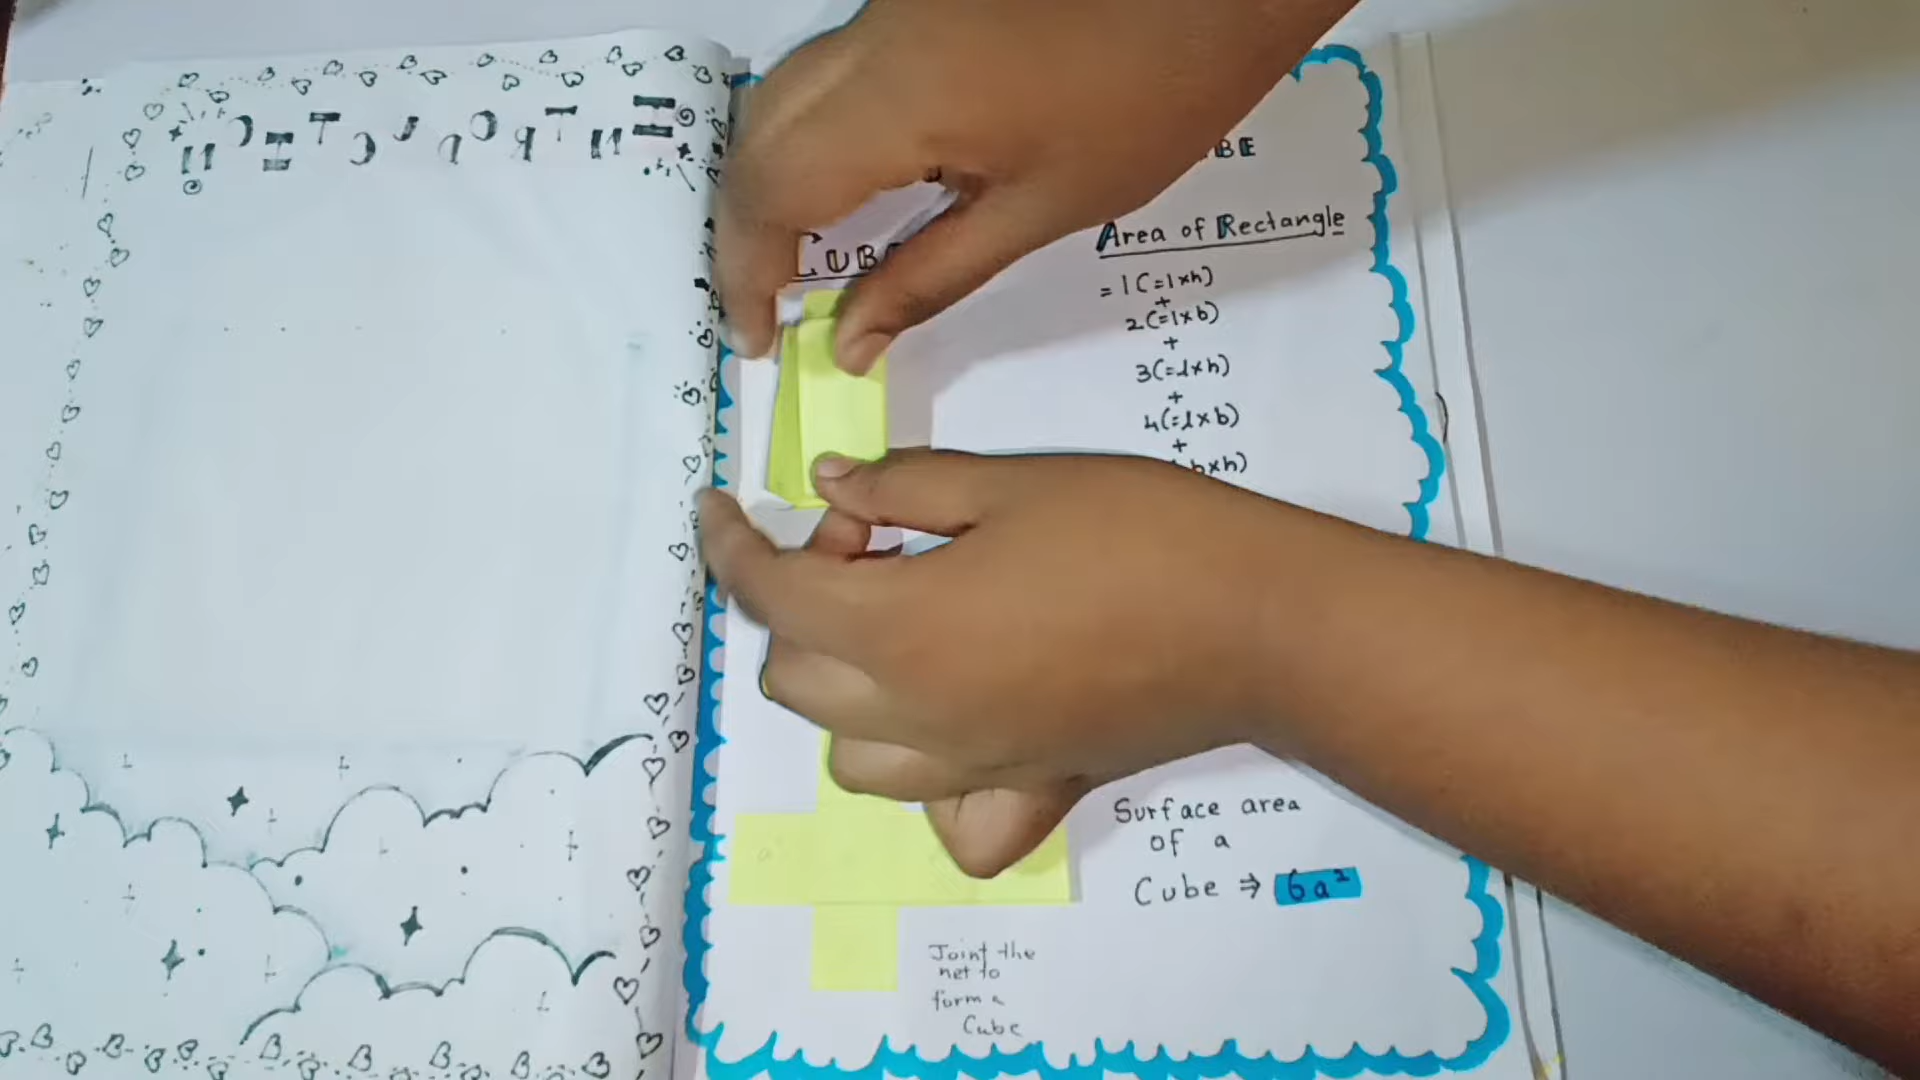 BE
CUB
Area of Rectangle
= 1(=l×h)
+
2(=l×b)
+
3(=l×h)
+
4(=l×b)
+
b×h)
Surface area
of a
Cube ⇒ 6a²
Joint the
net to
form a
Cube